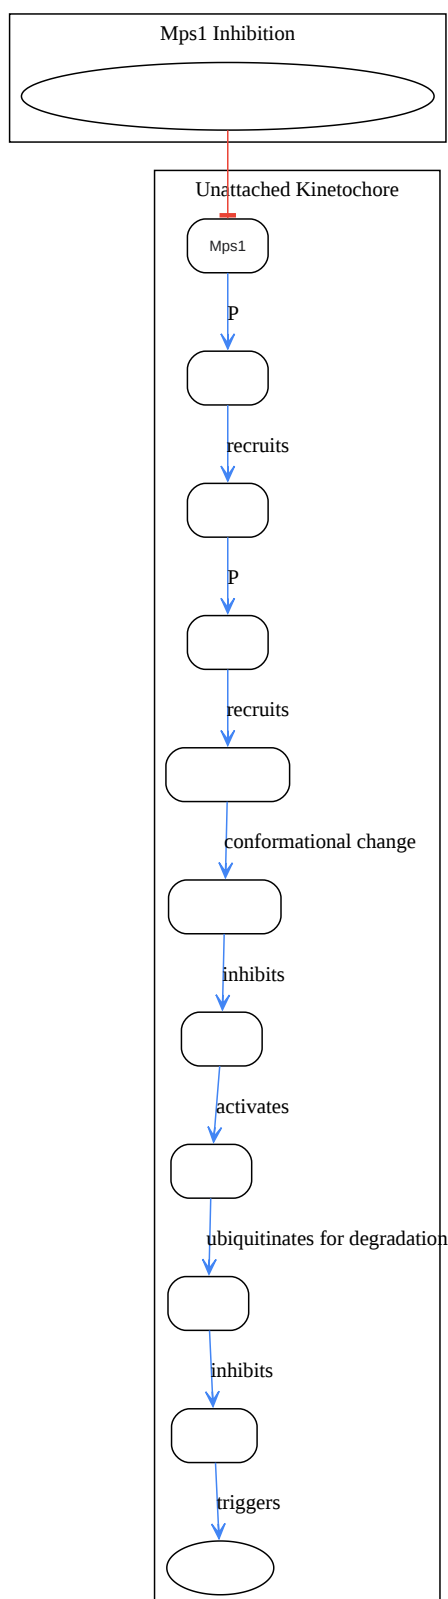 Mps1 Inhibition
Unattached Kinetochore
Mps1
P
recruits
P
recruits
conformational change
inhibits
activates
ubiquitinates for degradation
inhibits
triggers